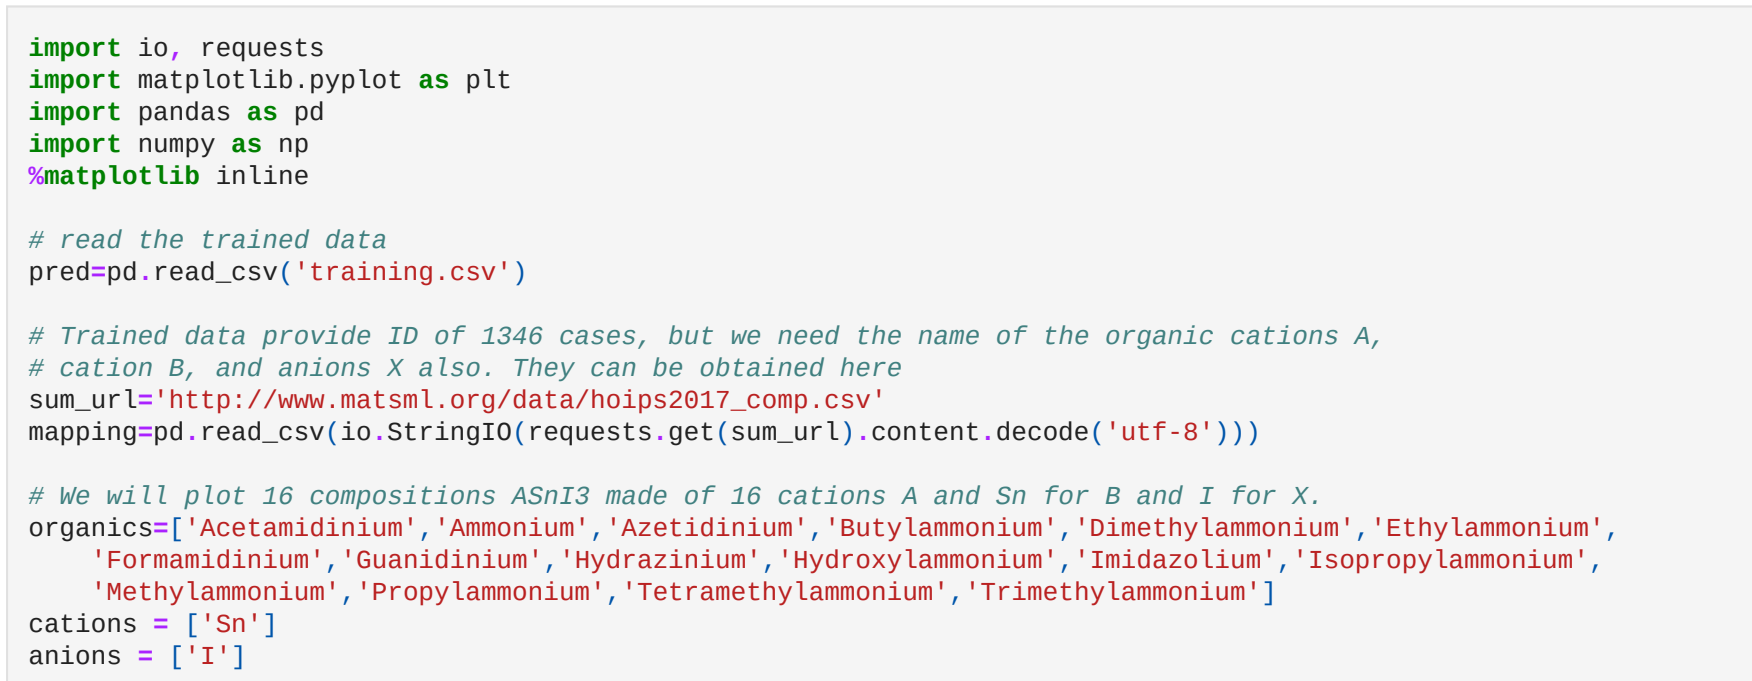 import io, requests
import matplotlib.pyplot as plt
import pandas as pd
import numpy as np
%matplotlib inline

# read the trained data
pred=pd.read_csv('training.csv')

# Trained data provide ID of 1346 cases, but we need the name of the organic cations A,
# cation B, and anions X also. They can be obtained here
sum_url='http://www.matsml.org/data/hoips2017_comp.csv'
mapping=pd.read_csv(io.StringIO(requests.get(sum_url).content.decode('utf-8')))

# We will plot 16 compositions ASnI3 made of 16 cations A and Sn for B and I for X.
organics=['Acetamidinium','Ammonium','Azetidinium','Butylammonium','Dimethylammonium','Ethylammonium',
    'Formamidinium','Guanidinium','Hydrazinium','Hydroxylammonium','Imidazolium','Isopropylammonium',
    'Methylammonium','Propylammonium','Tetramethylammonium','Trimethylammonium']
cations = ['Sn']
anions = ['I']